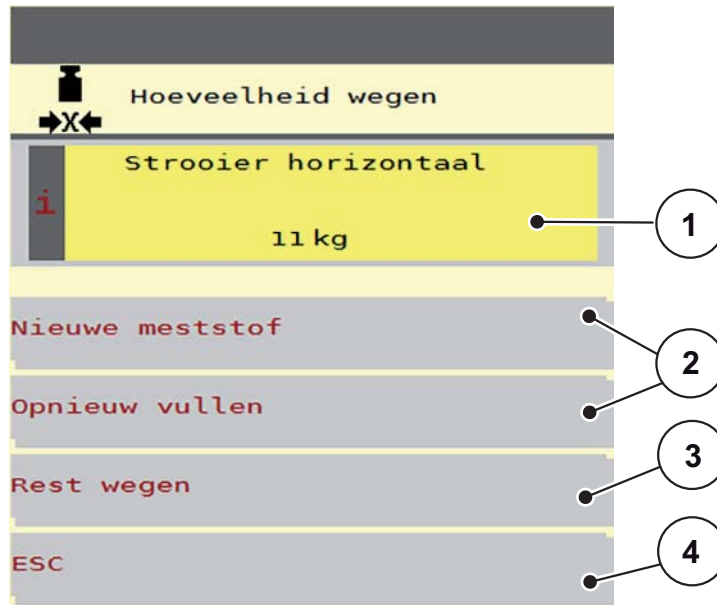 X
Hoeveelheid wegen
i
Strooier horizontaal
11 kg
1
Nieuwe meststof
2
Opnieuw vullen
Rest wegen
3
ESC
4